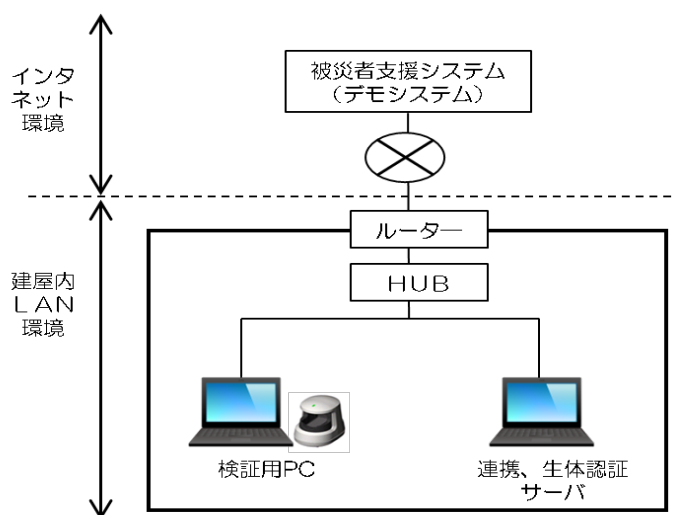 被災者支援システム
（デモシステム）
インタ
ネット
環境
ルーター
HUB
建屋内
LAN
環境
検証用PC
連携、生体認証
サーバ